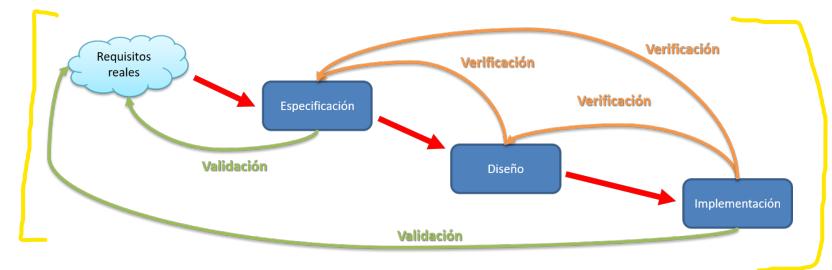 Requisitos
reales
Verificación
Verificación
Especificación
Verificación
Validación
Diseño
Implementación
Validación